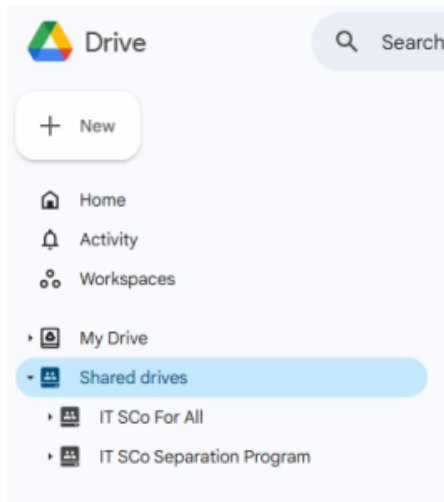 Drive
Search
New
Home
Activity
Workspaces
My Drive
Shared drives
IT SCo For All
IT SCo Separation Program